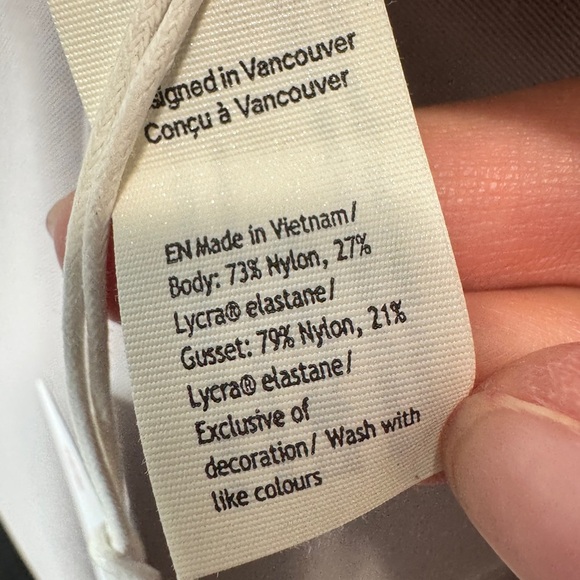 signed in Vancouver
Conçu à Vancouver
EN Made in Vietnam/
Body: 73% Nylon, 27%
Lycra® elastane/
Gusset: 79% Nylon, 21%
Lycra® elastane/
Exclusive of
decoration/ Wash with
like colours